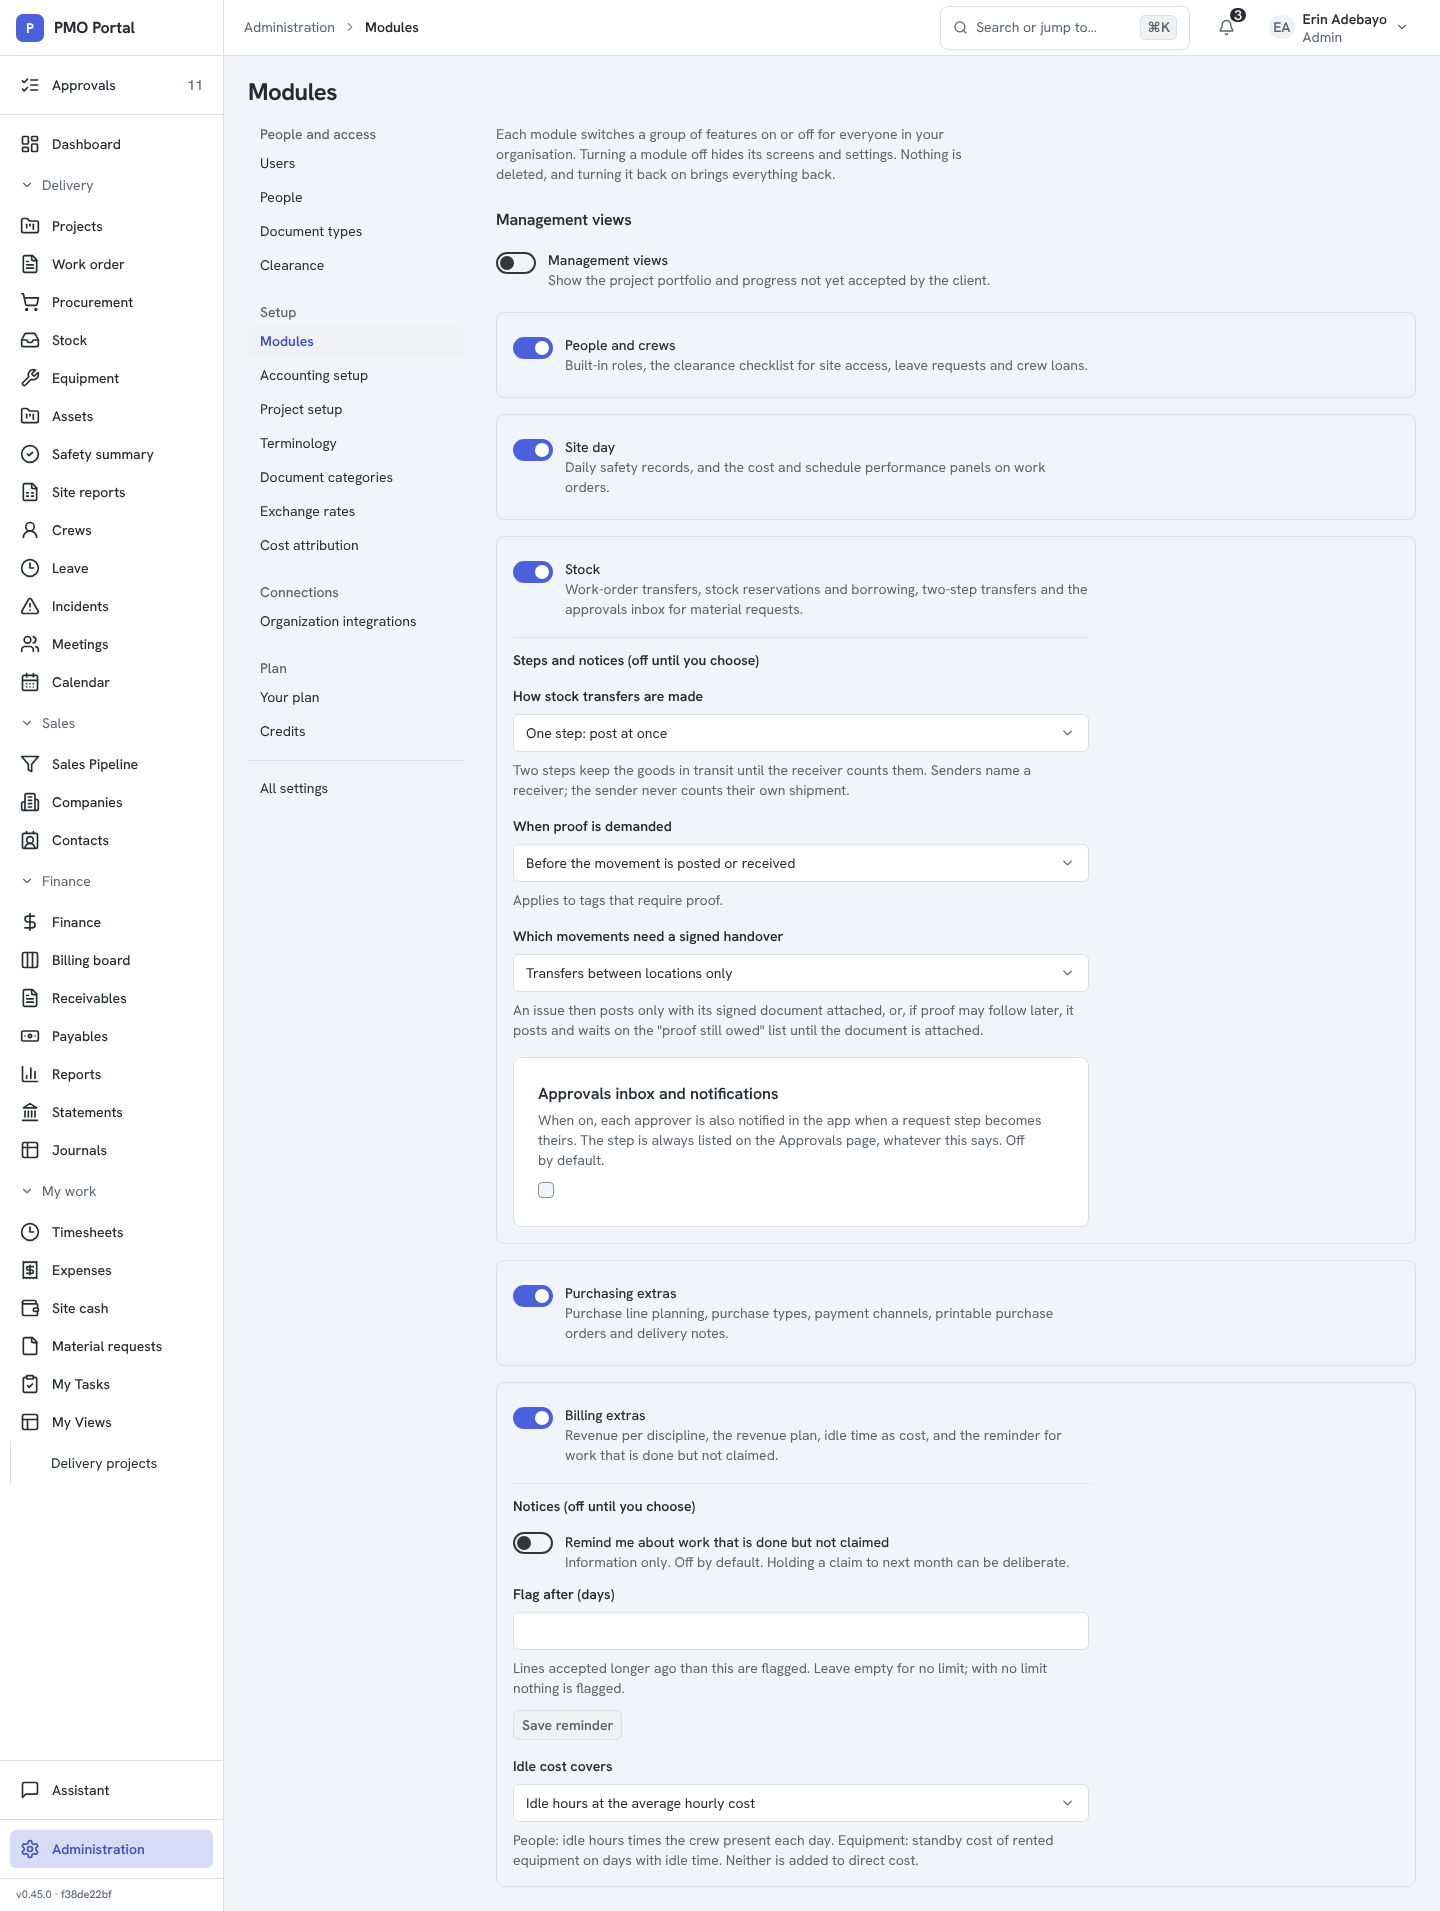 P
PMO Portal
Administration
Modules
Search or jump to...
⌘K
3
EA
Erin Adebayo
Admin
Approvals
11
Dashboard
Delivery
Projects
Work order
Procurement
Stock
Equipment
Assets
Safety summary
Site reports
Crews
Leave
Incidents
Meetings
Calendar
Sales
Sales Pipeline
Companies
Contacts
Finance
Finance
Billing board
Receivables
Payables
Reports
Statements
Journals
My work
Timesheets
Expenses
Site cash
Material requests
My Tasks
My Views
Delivery projects
Assistant
Administration
v0.45.0 · f38de22bf
Modules
People and access
Users
People
Document types
Clearance
Setup
Modules
Accounting setup
Project setup
Terminology
Document categories
Exchange rates
Cost attribution
Connections
Organization integrations
Plan
Your plan
Credits
All settings
Each module switches a group of features on or off for everyone in your
organisation. Turning a module off hides its screens and settings. Nothing is
deleted, and turning it back on brings everything back.
Management views
Management views
Show the project portfolio and progress not yet accepted by the client.
People and crews
Built-in roles, the clearance checklist for site access, leave requests and crew loans.
Site day
Daily safety records, and the cost and schedule performance panels on work
orders.
Stock
Work-order transfers, stock reservations and borrowing, two-step transfers and the
approvals inbox for material requests.
Steps and notices (off until you choose)
How stock transfers are made
One step: post at once
Two steps keep the goods in transit until the receiver counts them. Senders name a
receiver; the sender never counts their own shipment.
When proof is demanded
Before the movement is posted or received
Applies to tags that require proof.
Which movements need a signed handover
Transfers between locations only
An issue then posts only with its signed document attached, or, if proof may follow later, it
posts and waits on the "proof still owed" list until the document is attached.
Approvals inbox and notifications
When on, each approver is also notified in the app when a request step becomes
theirs. The step is always listed on the Approvals page, whatever this says. Off
by default.
Purchasing extras
Purchase line planning, purchase types, payment channels, printable purchase
orders and delivery notes.
Billing extras
Revenue per discipline, the revenue plan, idle time as cost, and the reminder for
work that is done but not claimed.
Notices (off until you choose)
Remind me about work that is done but not claimed
Information only. Off by default. Holding a claim to next month can be deliberate.
Flag after (days)
Lines accepted longer ago than this are flagged. Leave empty for no limit; with no limit
nothing is flagged.
Save reminder
Idle cost covers
Idle hours at the average hourly cost
People: idle hours times the crew present each day. Equipment: standby cost of rented
equipment on days with idle time. Neither is added to direct cost.